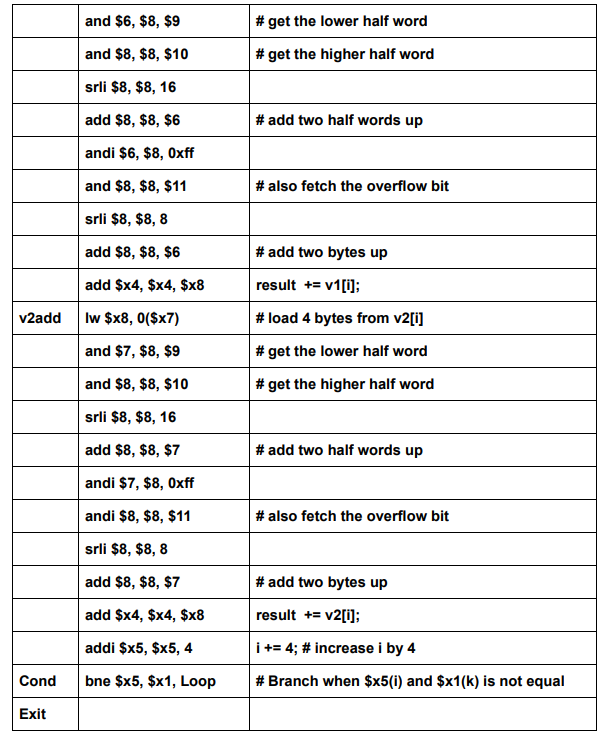 and $6, $8, $9 # get the lower half word
and $8, $8, $10 # get the higher half word
srli $8, $8, 16
add $8, $8, $6 # add two half words up
andi $6, $8, 0xff
and $8, $8, $11 # also fetch the overflow bit
srli $8, $8, 8
add $8, $8, $6 # add two bytes up
add $x4, $x4, $x8 result += v1[i];
v2add lw $x8, 0($x7) # load 4 bytes from v2[i]
and $7, $8, $9 # get the lower half word
and $8, $8, $10 # get the higher half word
srli $8, $8, 16
add $8, $8, $7 # add two half words up
andi $7, $8, 0xff
andi $8, $8, $11 # also fetch the overflow bit
srli $8, $8, 8
add $8, $8, $7 # add two bytes up
add $x4, $x4, $x8 result += v2[i];
addi $x5, $x5, 4 i += 4; # increase i by 4
Cond bne $x5, $x1, Loop # Branch when $x5(i) and $x1(k) is not equal
Exit